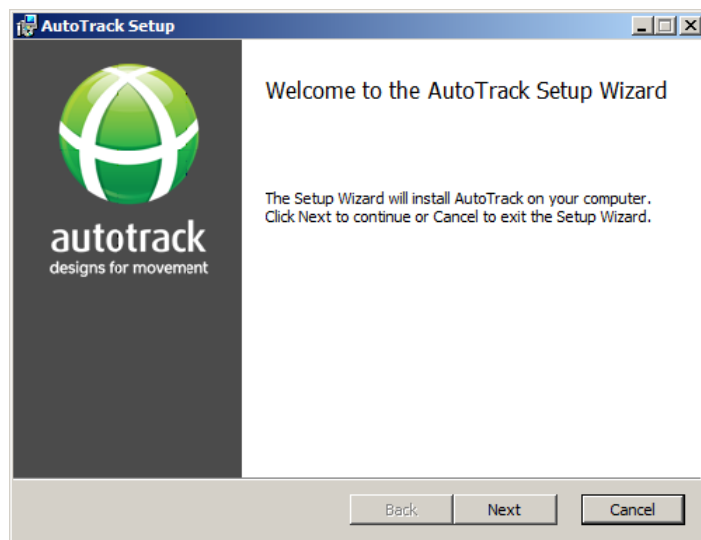 AutoTrack Setup
Welcome to the AutoTrack Setup Wizard
The Setup Wizard will install AutoTrack on your computer.
Click Next to continue or Cancel to exit the Setup Wizard.
autotrack
designs for movement
Back
Next
Cancel